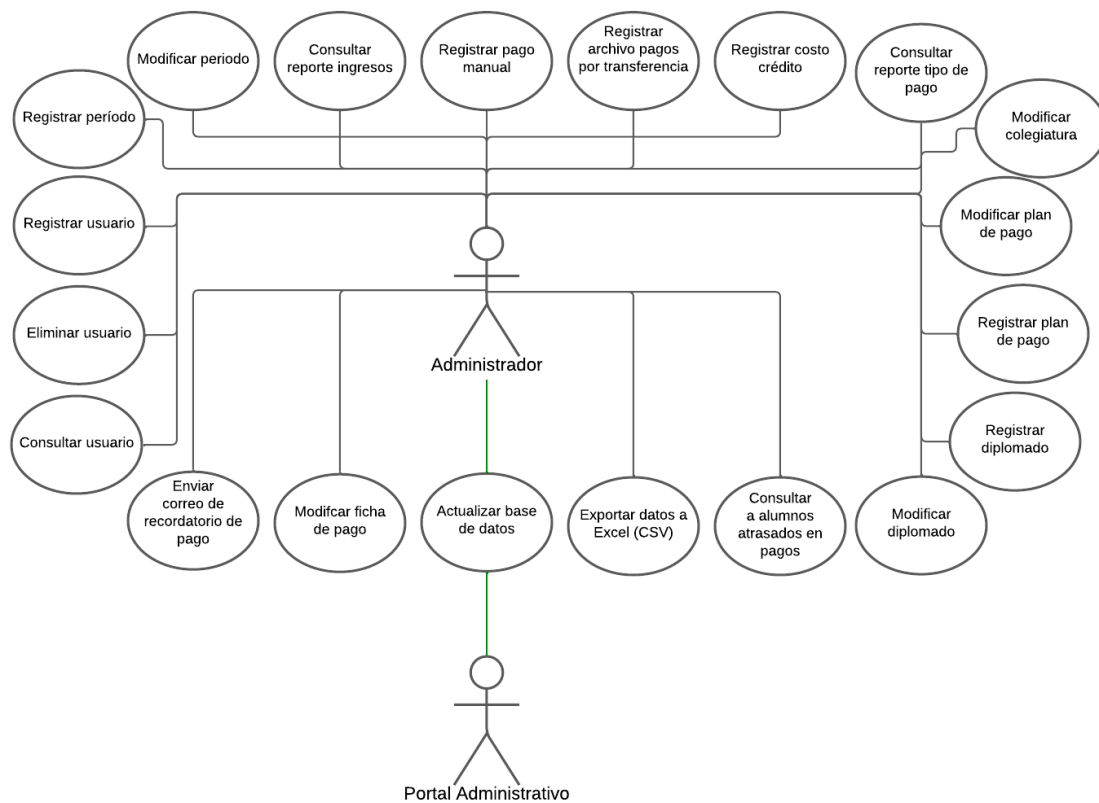 Modificar periodo
Consultar
reporte ingresos
Registrar pago
manual
Registrar
archivo pagos
por transferencia
Registrar costo
crédito
Consultar
reporte tipo de
pago
Registrar período
Modificar
colegiatura
Registrar usuario
Modificar plan
de pago
Eliminar usuario
Registrar plan
de pago
Administrador
Consultar usuario
Registrar
diplomado
Enviar
correo de
recordatorio de
pago
Modifcar ficha
de pago
Actualizar base
de datos
Exportar datos a
Excel (CSV)
Consultar
a alumnos
atrasados en
pagos
Modificar
diplomado
Portal Administrativo